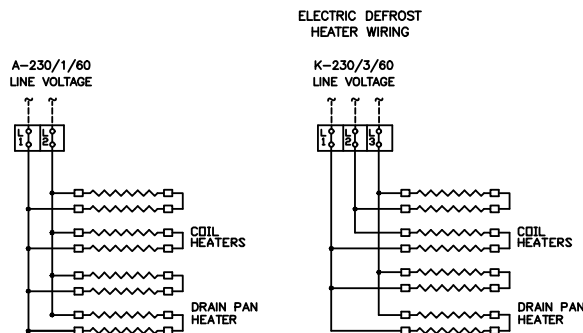 ELECTRIC DEFROST
HEATER WIRING
A-230/1/60
LINE VOLTAGE
K-230/3/60
LINE VOLTAGE
L1
L2
L1
L2
L3
COIL
HEATERS
COIL
HEATERS
DRAIN PAN
HEATER
DRAIN PAN
HEATER